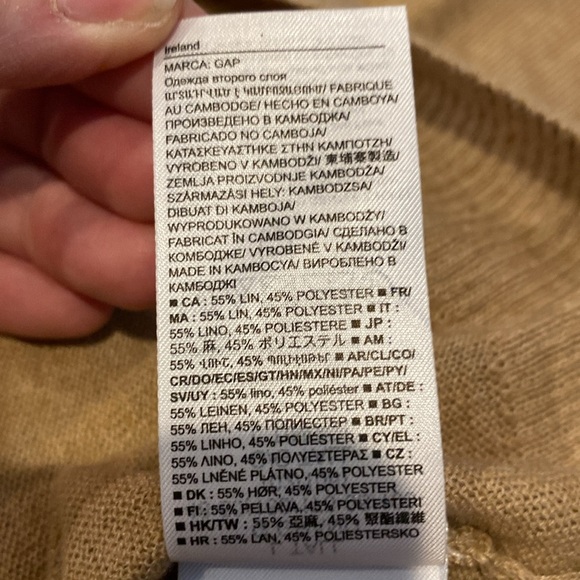 Ireland
MARCA: GAP
Одежда второго слоя
ԱՐՏԱԴՐՎԱԾ Է ԿԱՄԲՈՋԱՅՈՒՄ/ FABRIQUE
AU CAMBODGE/ HECHO EN CAMBOYA/
ПРОИЗВЕДЕНО В КАМБОДЖА/
FABRICADO NO CAMBOJA/
ΚΑΤΑΣΚΕΥΑΣΤΗΚΕ ΣΤΗΝ ΚΑΜΠΟΤΖΗ/
VYROBENO V KAMBODŽI/ 柬埔寨製造/
ZEMLJA PROIZVODNJE KAMBODŽA/
SZÁRMAZÁSI HELY: KAMBODZSA/
DIBUAT DI KAMBOJA/
WYPRODUKOWANO W KAMBODŻY/
FABRICAT ÎN CAMBODGIA/ СДЕЛАНО В
КОМБОДЖЕ/ VYROBENÉ V KAMBODŽI/
MADE IN KAMBOCYA/ ВИРОБЛЕНО В
КАМБОДЖІ
■ CA : 55% LIN, 45% POLYESTER ■ FR/
MA : 55% LIN, 45% POLYESTER ■ IT :
55% LINO, 45% POLIESTERE ■ JP :
55% 麻, 45% ポリエステル ■ AM :
55% ՎՈՒՇ, 45% ՊՈԼԻԷՍԹԵՐ ■ AR/CL/CO/
CR/DO/EC/ES/GT/HN/MX/NI/PA/PE/PY/
SV/UY : 55% lino, 45% poliéster ■ AT/DE :
55% LEINEN, 45% POLYESTER ■ BG :
55% ЛЕН, 45% ПОЛИЕСТЕР ■ BR/PT :
55% LINHO, 45% POLIÉSTER ■ CY/EL :
55% ΛΙΝΟ, 45% ΠΟΛΥΕΣΤΕΡΑΣ ■ CZ :
55% LNĚNÉ PLÁTNO, 45% POLYESTER
■ DK : 55% HØR, 45% POLYESTER
■ FI : 55% PELLAVA, 45% POLYESTERI
■ HK/TW : 55% 亞麻, 45% 聚酯纖維
■ HR : 55% LAN, 45% POLIESTERSKO